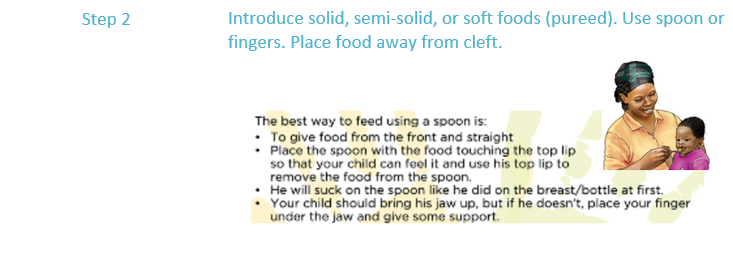 Step 2
Introduce solid, semi-solid, or soft foods (pureed). Use spoon or
fingers. Place food away from cleft.
The best way to feed using a spoon is:
• To give food from the front and straight
• Place the spoon with the food touching the top lip
so that your child can feel it and use his top lip to
remove the food from the spoon.
• He will suck on the spoon like he did on the breast/bottle at first.
• Your child should bring his jaw up, but if he doesn't, place your finger
under the jaw and give some support.